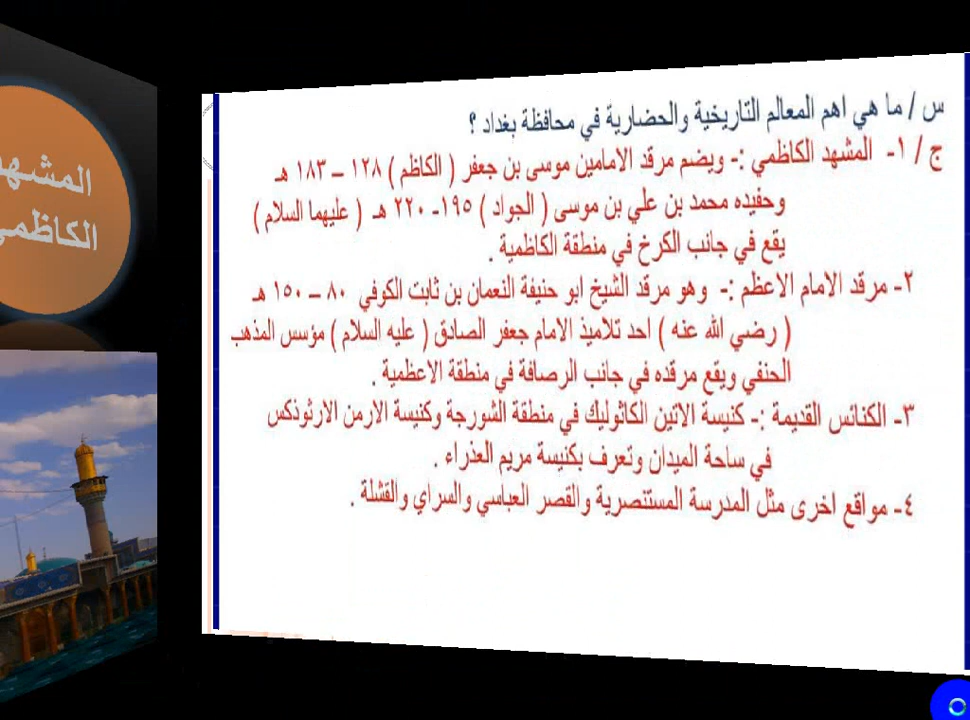 س / ما هي اهم المعالم التاريخية والحضارية في محافظة بغداد ؟
ج / ١- المشهد الكاظمي :- ويضم مرقد الامامين موسى بن جعفر ( الكاظم ) ١٢٨ – ١٨٣ هـ
وحفيده محمد بن علي بن موسى ( الجواد ) ١٩٥- ٢٢٠ هـ ( عليهما السلام )
يقع في جانب الكرخ في منطقة الكاظمية .
٢- مرقد الامام الاعظم :- وهو مرقد الشيخ ابو حنيفة النعمان بن ثابت الكوفي ٨٠ – ١٥٠ هـ
( رضي الله عنه ) احد تلاميذ الامام جعفر الصادق ( عليه السلام ) مؤسس المذهب
الحنفي ويقع مرقده في جانب الرصافة في منطقة الاعظمية .
٣- الكنائس القديمة :- كنيسة الاتين الكاثوليك في منطقة الشورجة وكنيسة الارمن الارثوذكس
في ساحة الميدان وتعرف بكنيسة مريم العذراء .
٤- مواقع اخرى مثل المدرسة المستنصرية والقصر العباسي والسراي والقشلة .
المشهد
الكاظمي